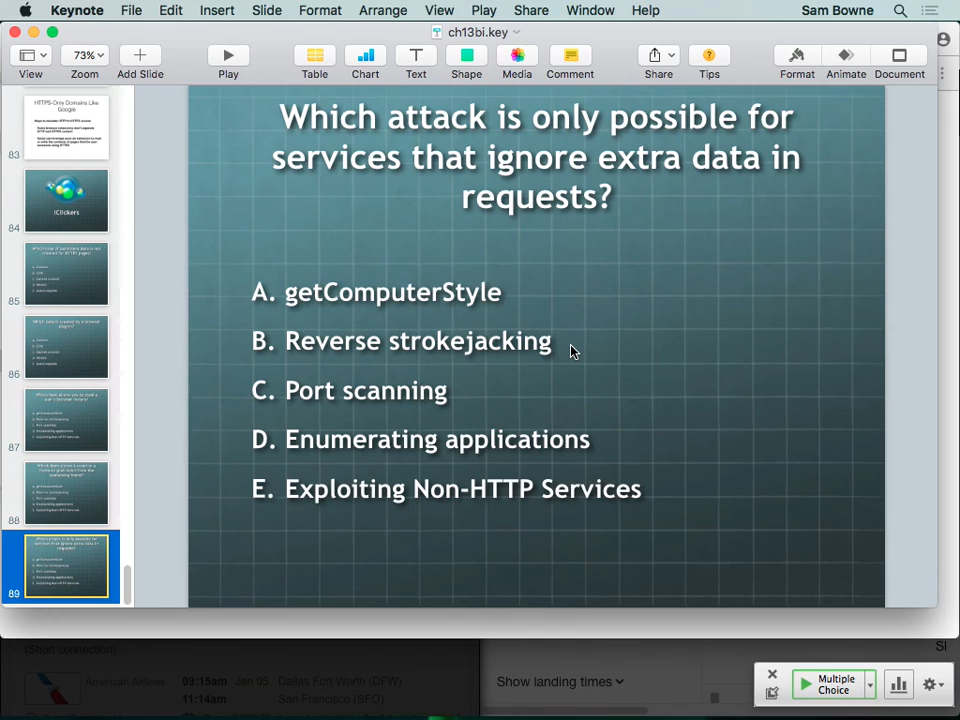 Keynote File Edit Insert Slide Format Arrange View Play Share Window Help Sam Bowne
ch13bi.key
73%
View Zoom Add Slide Play Table Chart Text Shape Media Comment Share Tips Format Animate Document
HTTPS-Only Domains Like
Google
83
iClickers
84
85
86
87
88
89
Which attack is only possible for
services that ignore extra data in
requests?
A. getComputerStyle
B. Reverse strokejacking
C. Port scanning
D. Enumerating applications
E. Exploiting Non-HTTP Services
(Short connection)
American Airlines 09:15am Jan 05 Dallas Fort Worth (DFW)
11:14am San Francisco (SFO)
Show landing times
Sl
Multiple
Choice